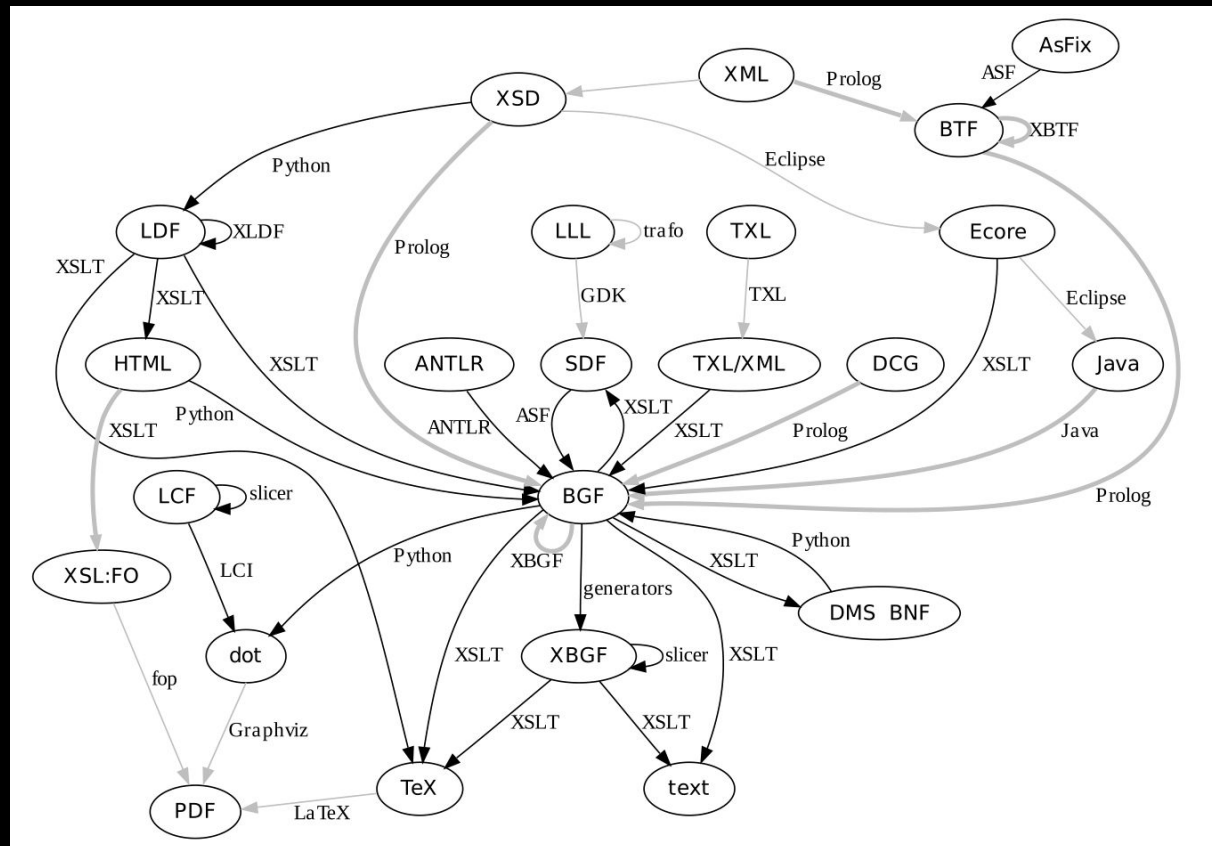 AsFix
XML
Prolog
ASF
XSD
BTF
XBTF
Eclipse
Python
LDF
XLDF
LLL
trafo
TXL
Ecore
Prolog
XSLT
XSLT
GDK
TXL
Eclipse
HTML
XSLT
ANTLR
SDF
TXL/XML
DCG
XSLT
Java
Python
XSLT
ANTLR
ASF
XSLT
XSLT
Prolog
Java
LCF
slicer
BGF
Prolog
Python
XBGF
XSLT
Python
XSL:FO
LCI
generators
DMS BNF
dot
XSLT
XBGF
slicer
XSLT
fop
Graphviz
XSLT
XSLT
PDF
LaTeX
TeX
text